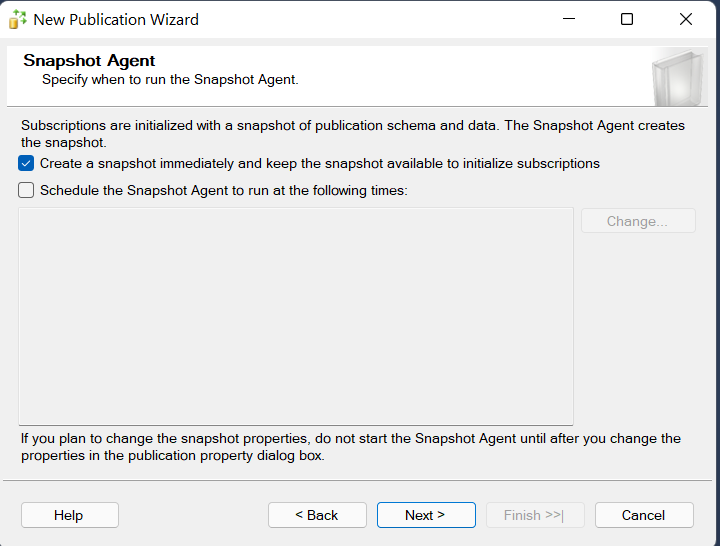 New Publication Wizard
Snapshot Agent
Specify when to run the Snapshot Agent.
Subscriptions are initialized with a snapshot of publication schema and data. The Snapshot Agent creates
the snapshot.
Create a snapshot immediately and keep the snapshot available to initialize subscriptions
Schedule the Snapshot Agent to run at the following times:
Change...
If you plan to change the snapshot properties, do not start the Snapshot Agent until after you change the
properties in the publication property dialog box.
Help
< Back
Next >
Finish >>|
Cancel